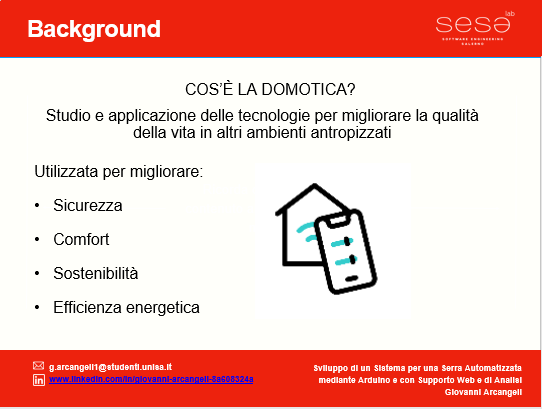 Background
sesa lab
SOFTWARE ENGINEERING
SALERNO
COS'È LA DOMOTICA?
Studio e applicazione delle tecnologie per migliorare la qualità
della vita in altri ambienti antropizzati
Utilizzata per migliorare:
• Sicurezza
• Comfort
• Sostenibilità
• Efficienza energetica
g.arcangeli1@studenti.unisa.it
www.linkedin.com/in/giovanni-arcangeli-8a608324a
Sviluppo di un Sistema per una Serra Automatizzata
mediante Arduino e con Supporto Web e di Analisi
Giovanni Arcangeli